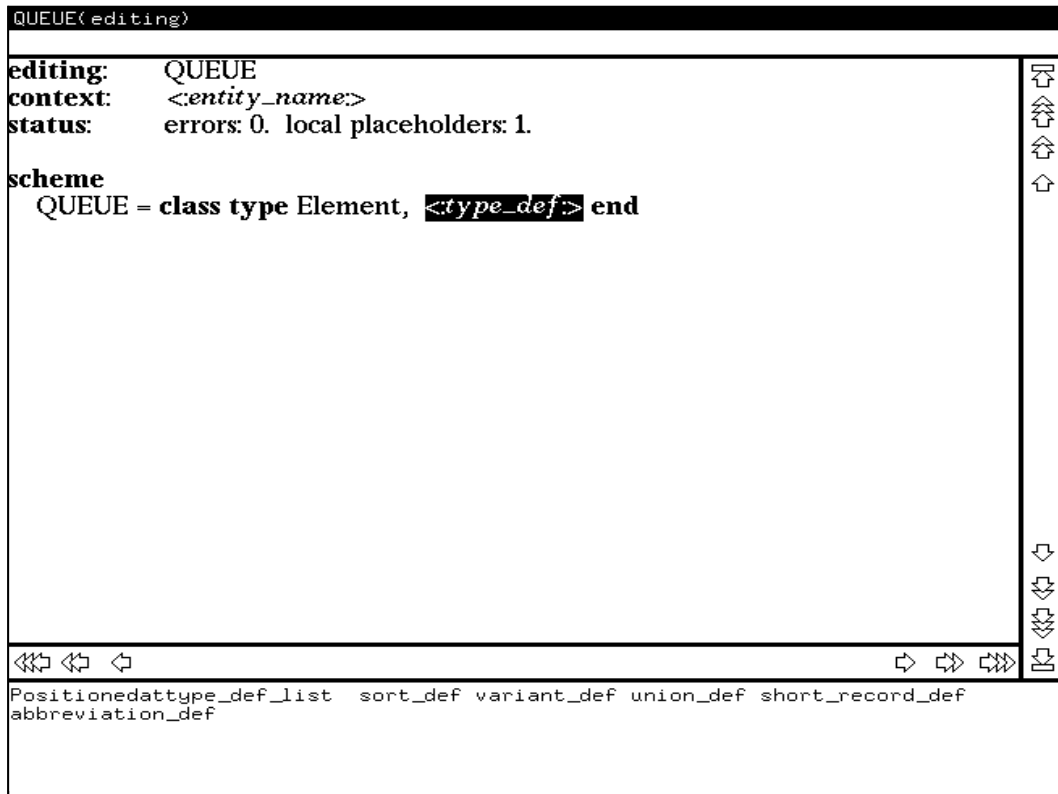 QUEUE(editing)
editing: QUEUE
context: <:entity_name:>
status: errors: 0. local placeholders: 1.
scheme
QUEUE = class type Element, <:type_def:> end
Positionedattype_def_list sort_def variant_def union_def short_record_def
abbreviation_def